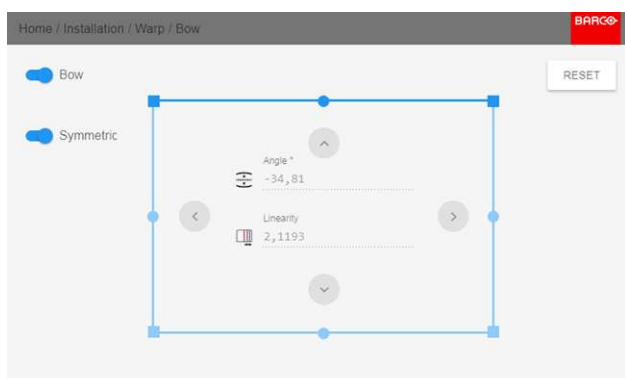 Home / Installation / Warp / Bow
BARCO
Bow
RESET
Symmetric
Angle *
-34,81
Linearity
2,1193